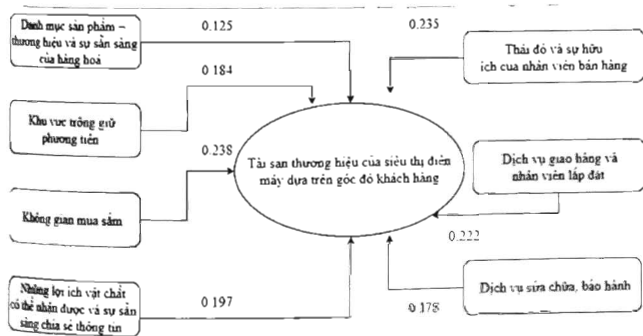 Danh mục sản phẩm –
thương hiệu và sự sẵn sàng
của hàng hoá
0.125
0.235
Thái độ và sự hữu
ích của nhân viên bán hàng
0 184
Khu vực trông giữ
phương tiện
0.238
Tài sản thương hiệu của siêu thị điện
máy dựa trên góc độ khách hàng
Dịch vụ giao hàng và
nhân viên lắp đặt
Không gian mua sắm
0.222
Những lợi ích vật chất
có thể nhận được và sự sẵn
sàng chia sẻ thông tin
0 197
0.178
Dịch vụ sửa chữa, bảo hành